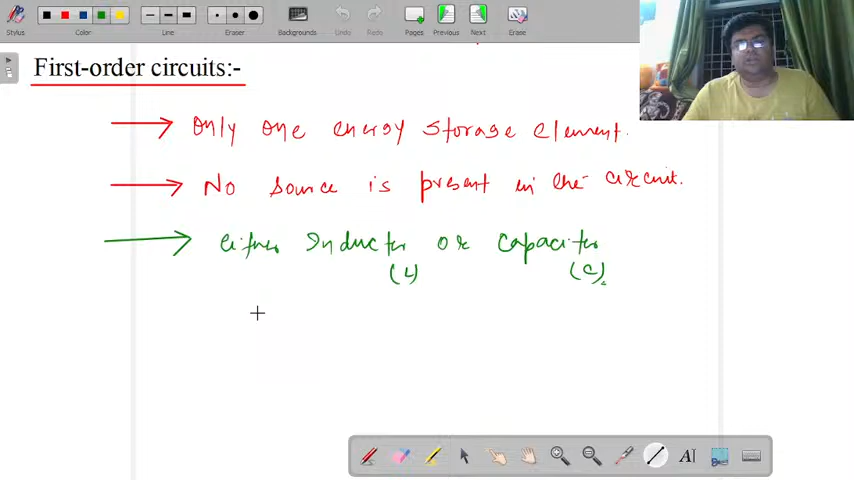 Stylus
Color
Line
Eraser
Backgrounds
Undo
Redo
Pages
Previous
Next
Erase
First-order circuits:-
Only one energy storage element.
No source is present in the circuit.
either Inductor or Capacitor
(L) (C).
AI